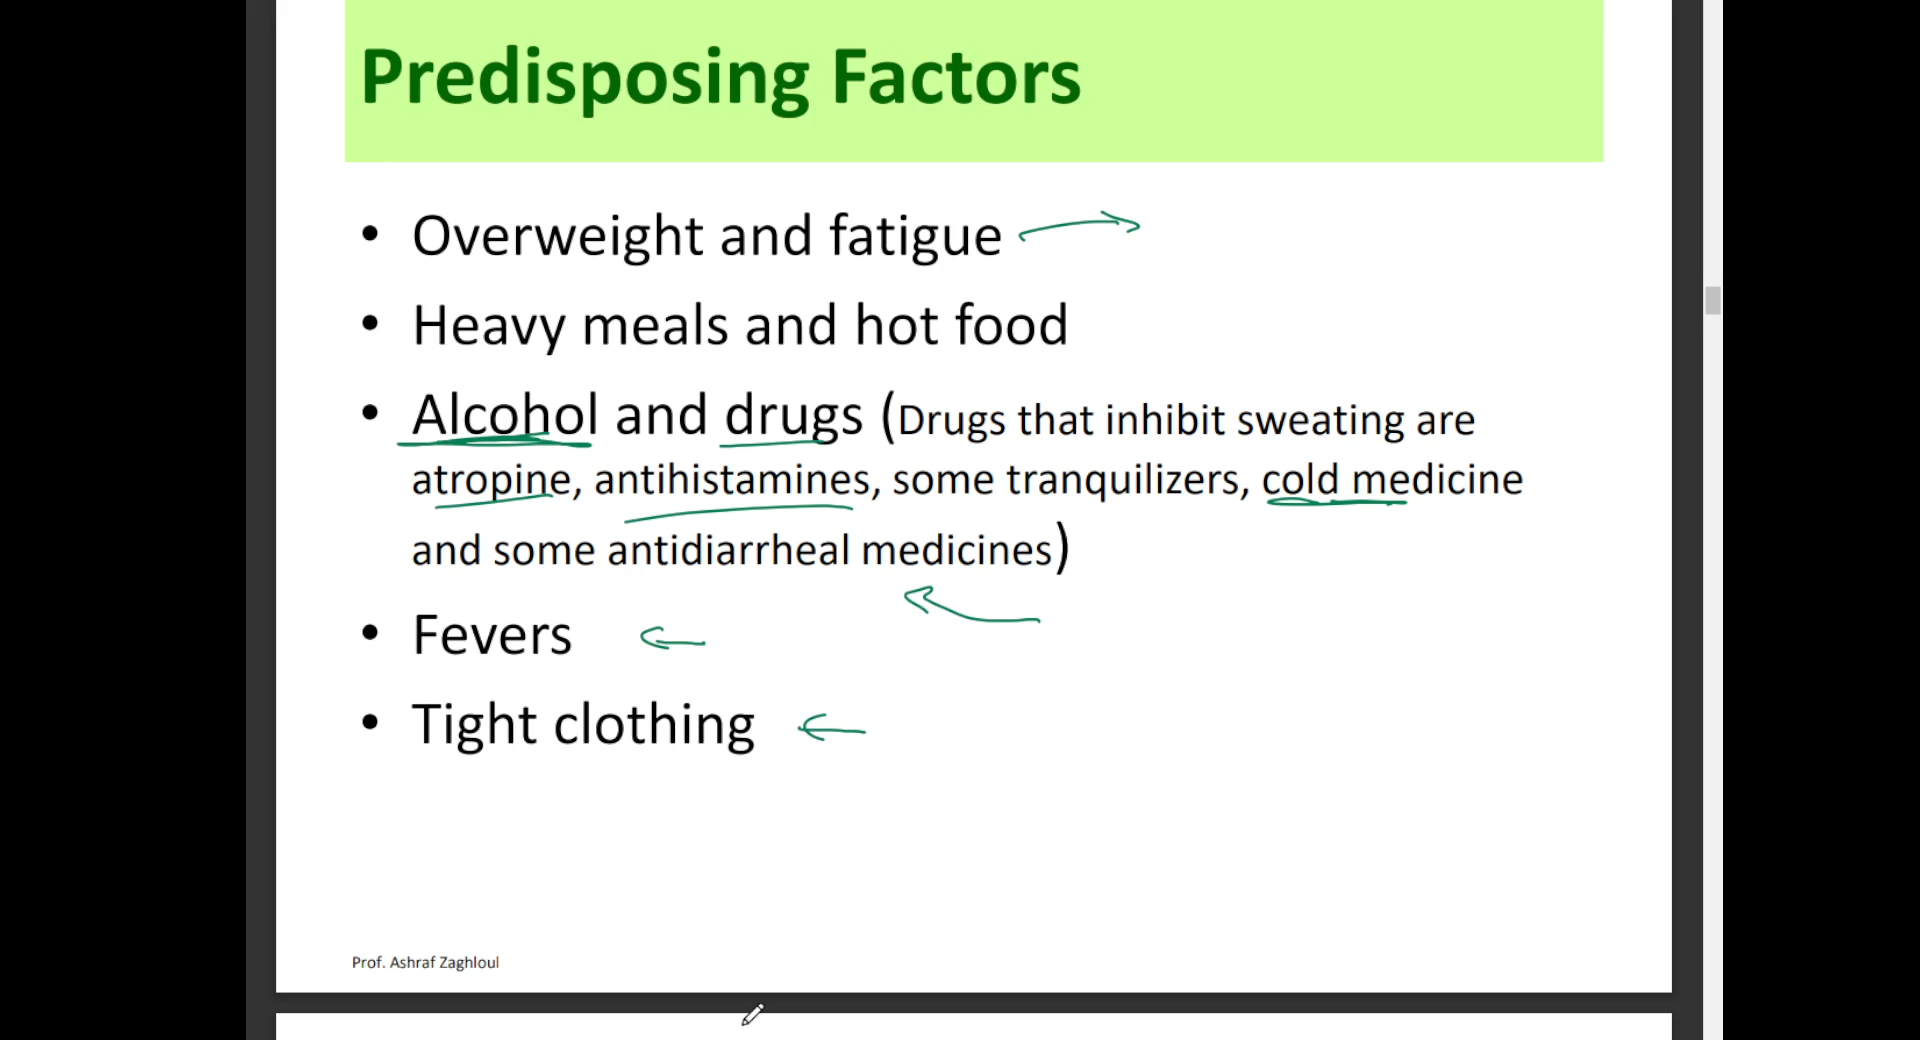 Predisposing Factors
• Overweight and fatigue
• Heavy meals and hot food
• Alcohol and drugs (Drugs that inhibit sweating are
atropine, antihistamines, some tranquilizers, cold medicine
and some antidiarrheal medicines)
• Fevers
• Tight clothing
Prof. Ashraf Zaghloul